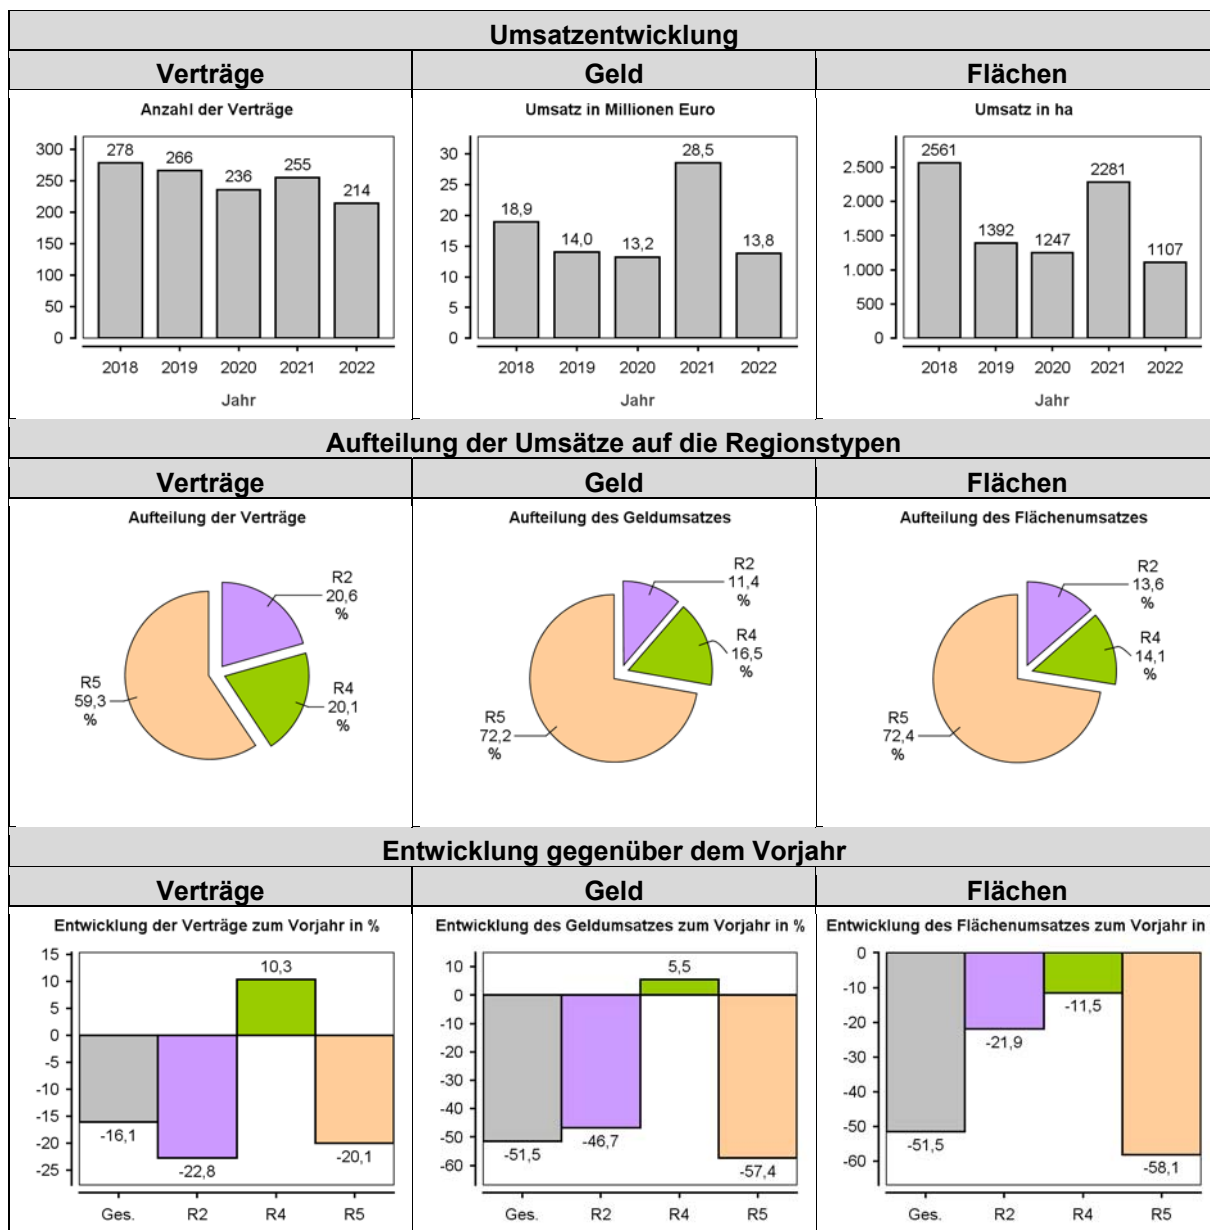 Umsatzentwicklung
Verträge
Geld
Flächen
Anzahl der Verträge
300
250
200
150
100
50
0
278
266
236
255
214
2018 2019 2020 2021 2022
Jahr
Umsatz in Millionen Euro
30
25
20
15
10
5
0
18,9
14,0
13,2
28,5
13,8
2018 2019 2020 2021 2022
Jahr
Umsatz in ha
2.500
2.000
1.500
1.000
500
0
2561
1392
1247
2281
1107
2018 2019 2020 2021 2022
Jahr
Aufteilung der Umsätze auf die Regionstypen
Verträge
Geld
Flächen
Aufteilung der Verträge
R2
20,6
%
R4
20,1
%
R5
59,3
%
Aufteilung des Geldumsatzes
R2
11,4
%
R4
16,5
%
R5
72,2
%
Aufteilung des Flächenumsatzes
R2
13,6
%
R4
14,1
%
R5
72,4
%
Entwicklung gegenüber dem Vorjahr
Verträge
Geld
Flächen
Entwicklung der Verträge zum Vorjahr in %
15
10
5
0
-5
-10
-15
-20
-25
-16,1
-22,8
10,3
-20,1
Ges. R2 R4 R5
Entwicklung des Geldumsatzes zum Vorjahr in %
10
0
-10
-20
-30
-40
-50
-60
-51,5
-46,7
5,5
-57,4
Ges. R2 R4 R5
Entwicklung des Flächenumsatzes zum Vorjahr in
0
-10
-20
-30
-40
-50
-60
-51,5
-21,9
-11,5
-58,1
Ges. R2 R4 R5